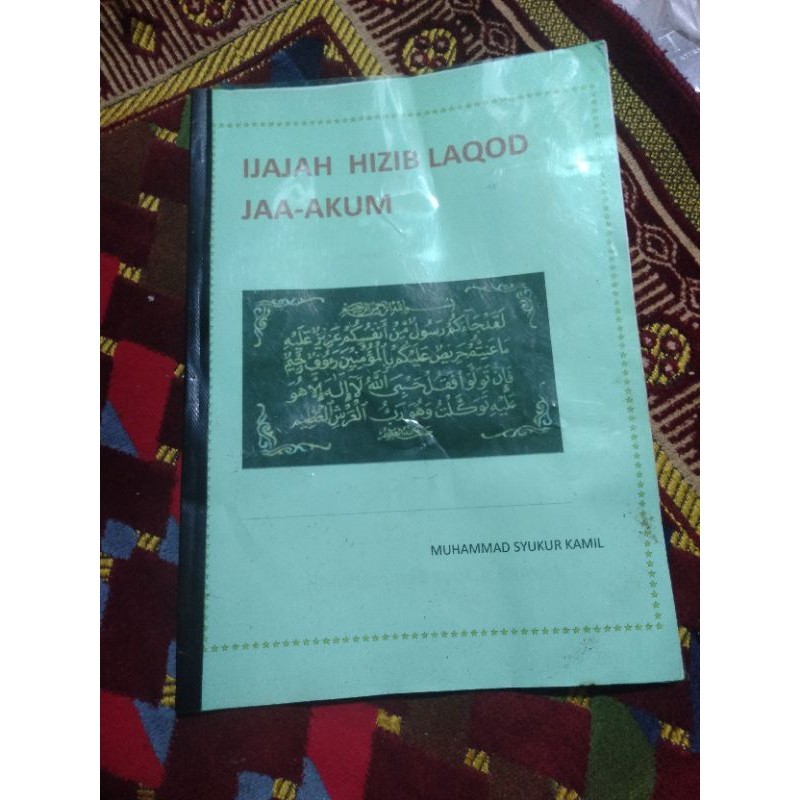 IJAJAH HIZIB LAQOD
JAA-AKUM
لقد جاءكم رسول من أنفسكم عزيز عليه
ما عنتم حريص عليكم بالمؤمنين رءوف رحيم
فإن تولوا فقل حسبي الله لا إله إلا هو
عليه توكلت وهو رب العرش العظيم
MUHAMMAD SYUKUR KAMIL